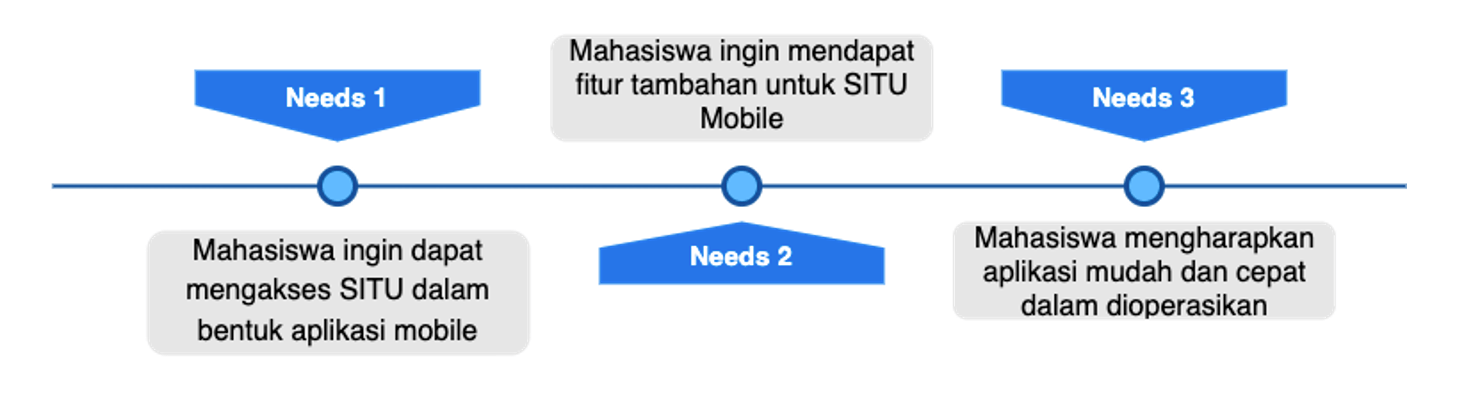 Needs 1
Mahasiswa ingin dapat
mengakses SITU dalam
bentuk aplikasi mobile
Mahasiswa ingin mendapat
fitur tambahan untuk SITU
Mobile
Needs 2
Needs 3
Mahasiswa mengharapkan
aplikasi mudah dan cepat
dalam dioperasikan